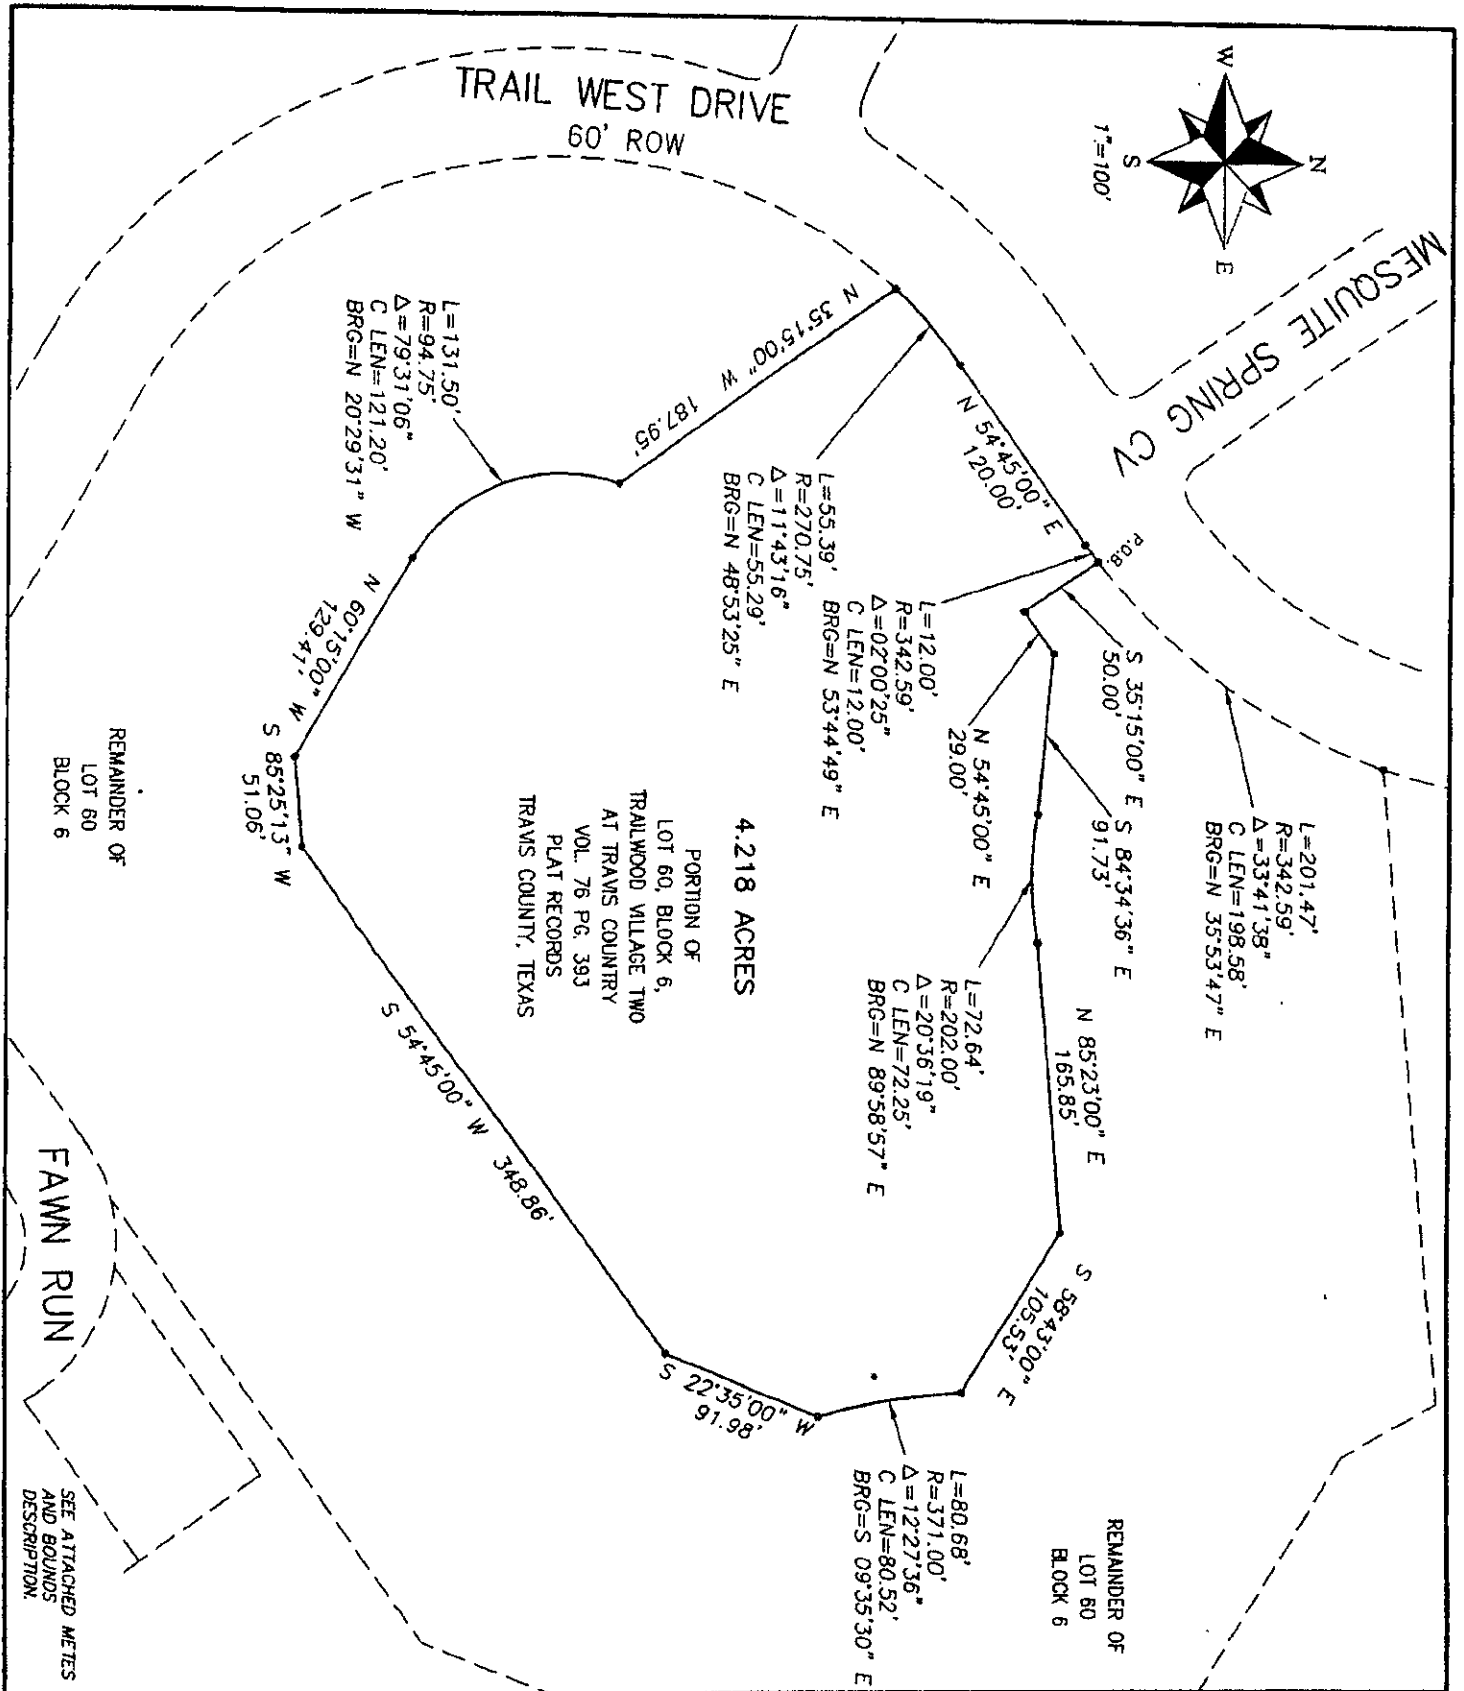 TRAIL WEST DRIVE
60' ROW
W
N
S
E
1"=100'
MESQUITE SPRING CV
P.O.B.
N 35°15'00" W 187.95'
N 54°45'00" E
120.00'
L=131.50'
R=94.75'
Δ=79°31'06"
C LEN=121.20'
BRG=N 20°29'31" W
L=55.39'
R=270.75'
Δ=11°43'16"
C LEN=55.29'
BRG=N 48°53'25" E
L=12.00'
R=342.59'
Δ=02°00'25"
C LEN=12.00'
BRG=N 53°44'49" E
S 35°15'00" E
50.00'
N 54°45'00" E
29.00'
S 84°34'36" E
91.73'
L=201.47'
R=342.59'
Δ=33°41'38"
C LEN=198.58'
BRG=N 35°53'47" E
L=72.64'
R=202.00'
Δ=20°36'19"
C LEN=72.25'
BRG=N 89°58'57" E
N 85°23'00" E
165.85'
S 58°43'00" E
105.53'
L=80.68'
R=371.00'
Δ=12°27'36"
C LEN=80.52'
BRG=S 09°35'30" E
S 22°35'00" W
91.98'
S 54°45'00" W 348.86'
S 85°25'13" W
51.06'
N 60°15'00" W
129.41'
4.218 ACRES
PORTION OF
LOT 60, BLOCK 6,
TRAILWOOD VILLAGE TWO
AT TRAVIS COUNTRY
VOL. 76 PG. 393
PLAT RECORDS
TRAVIS COUNTY, TEXAS
REMAINDER OF
LOT 60
BLOCK 6
REMAINDER OF
LOT 60
BLOCK 6
FAWN RUN
SEE ATTACHED METES
AND BOUNDS
DESCRIPTION.